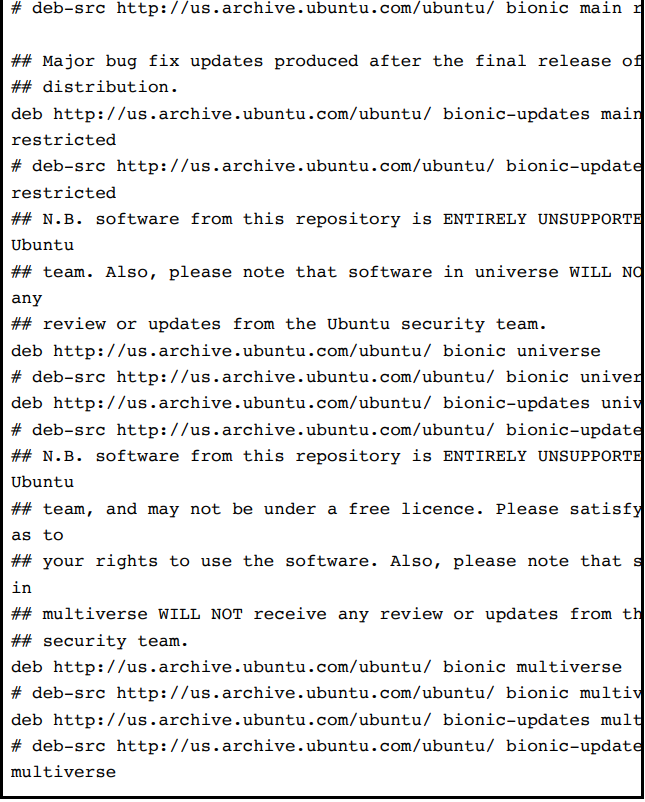 # deb-src http://us.archive.ubuntu.com/ubuntu/ bionic main
## Major bug fix updates produced after the final release of
## distribution.
deb http://us.archive.ubuntu.com/ubuntu/ bionic-updates main
restricted
# deb-src http://us.archive.ubuntu.com/ubuntu/ bionic-update
restricted
## N.B. software from this repository is ENTIRELY UNSUPPORTE
Ubuntu
## team. Also, please note that software in universe WILL NO
any
## review or updates from the Ubuntu security team.
deb http://us.archive.ubuntu.com/ubuntu/ bionic universe
# deb-src http://us.archive.ubuntu.com/ubuntu/ bionic univer
deb http://us.archive.ubuntu.com/ubuntu/ bionic-updates univ
# deb-src http://us.archive.ubuntu.com/ubuntu/ bionic-update
## N.B. software from this repository is ENTIRELY UNSUPPORTE
Ubuntu
## team, and may not be under a free licence. Please satisfy
as to
## your rights to use the software. Also, please note that s
in
## multiverse WILL NOT receive any review or updates from th
## security team.
deb http://us.archive.ubuntu.com/ubuntu/ bionic multiverse
# deb-src http://us.archive.ubuntu.com/ubuntu/ bionic multiv
deb http://us.archive.ubuntu.com/ubuntu/ bionic-updates mult
# deb-src http://us.archive.ubuntu.com/ubuntu/ bionic-update
multiverse